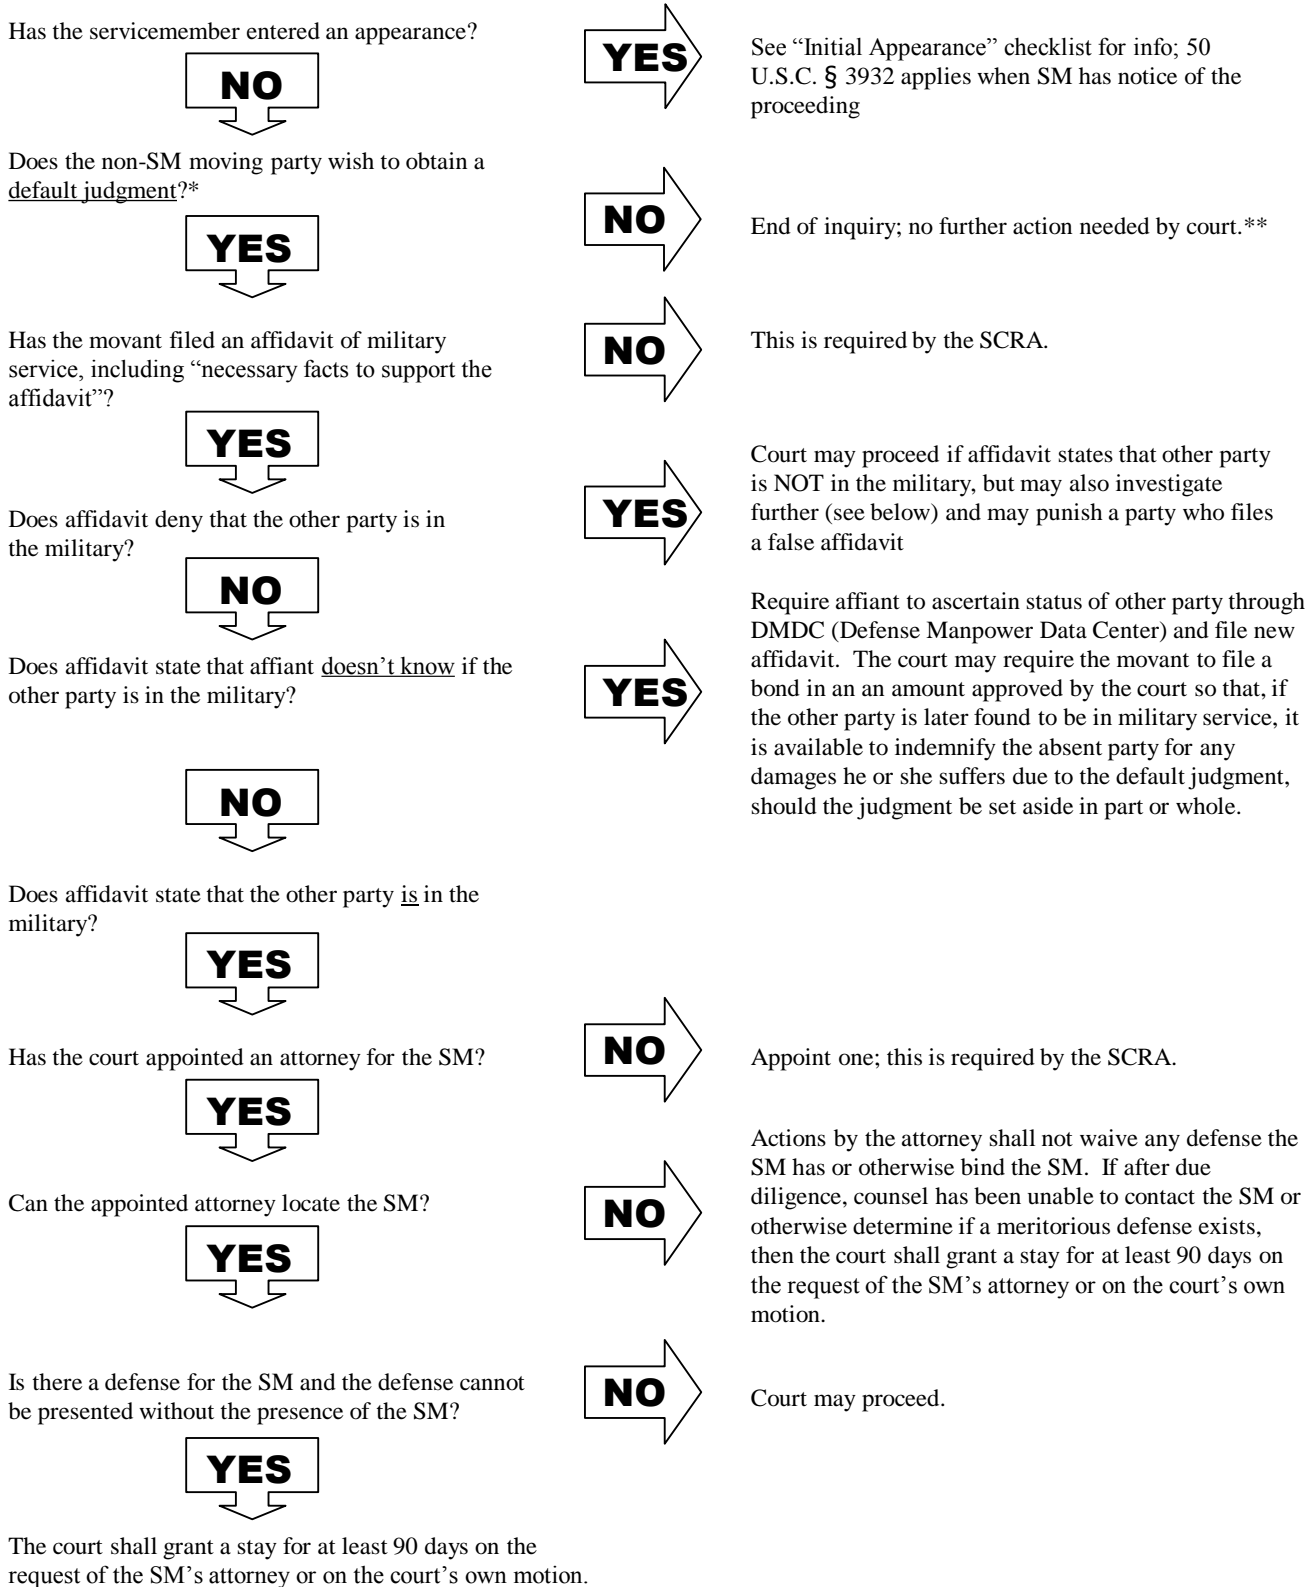 Has the servicemember entered an appearance?
YES
See “Initial Appearance” checklist for info; 50
U.S.C. § 3932 applies when SM has notice of the
proceeding
NO
Does the non-SM moving party wish to obtain a
default judgment?*
NO
End of inquiry; no further action needed by court.**
YES
Has the movant filed an affidavit of military
service, including “necessary facts to support the
affidavit”?
NO
This is required by the SCRA.
YES
Does affidavit deny that the other party is in
the military?
YES
Court may proceed if affidavit states that other party
is NOT in the military, but may also investigate
further (see below) and may punish a party who files
a false affidavit
NO
Does affidavit state that affiant doesn’t know if the
other party is in the military?
YES
Require affiant to ascertain status of other party through
DMDC (Defense Manpower Data Center) and file new
affidavit.  The court may require the movant to file a
bond in an an amount approved by the court so that, if
the other party is later found to be in military service, it
is available to indemnify the absent party for any
damages he or she suffers due to the default judgment,
should the judgment be set aside in part or whole.
NO
Does affidavit state that the other party is in the
military?
YES
Has the court appointed an attorney for the SM?
NO
Appoint one; this is required by the SCRA.
YES
Can the appointed attorney locate the SM?
NO
Actions by the attorney shall not waive any defense the
SM has or otherwise bind the SM.  If after due
diligence, counsel has been unable to contact the SM or
otherwise determine if a meritorious defense exists,
then the court shall grant a stay for at least 90 days on
the request of the SM’s attorney or on the court’s own
motion.
YES
Is there a defense for the SM and the defense cannot
be presented without the presence of the SM?
NO
Court may proceed.
YES
The court shall grant a stay for at least 90 days on the
request of the SM’s attorney or on the court’s own motion.